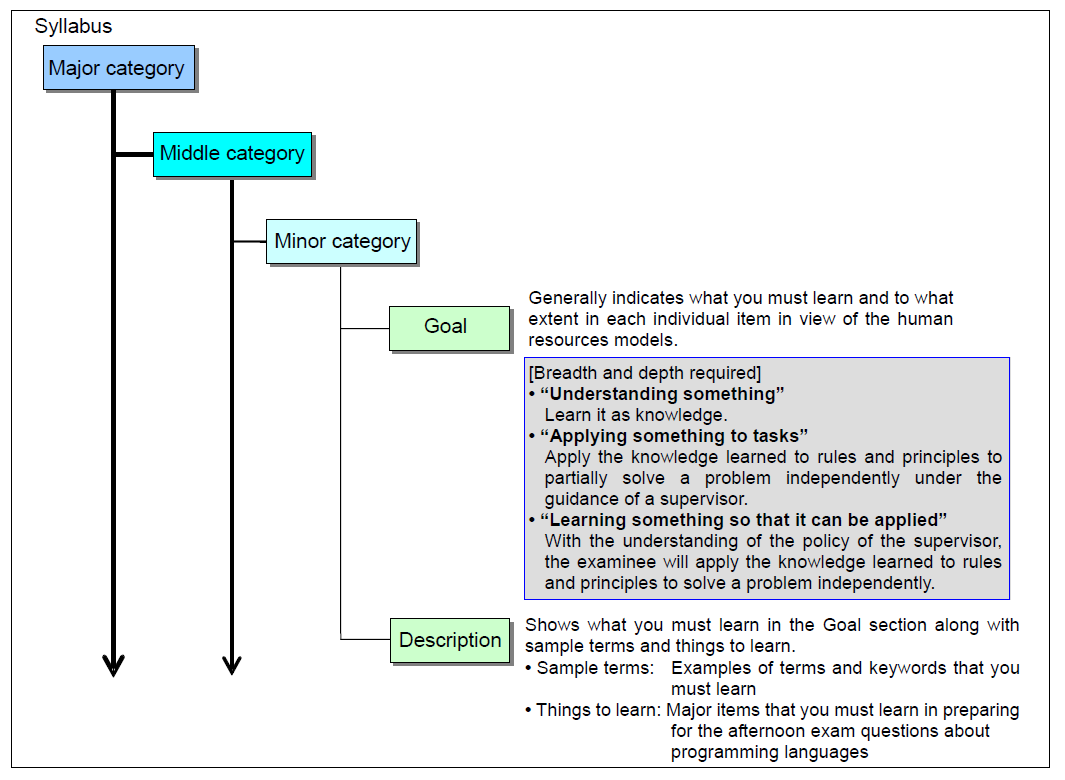 Syllabus
Major category
Middle category
Minor category
Goal
Generally indicates what you must learn and to what
extent in each individual item in view of the human
resources models.
[Breadth and depth required]
• “Understanding something”
Learn it as knowledge.
• “Applying something to tasks”
Apply the knowledge learned to rules and principles to
partially solve a problem independently under the
guidance of a supervisor.
• “Learning something so that it can be applied”
With the understanding of the policy of the supervisor,
the examinee will apply the knowledge learned to rules
and principles to solve a problem independently.
Description
Shows what you must learn in the Goal section along with
sample terms and things to learn.
• Sample terms: Examples of terms and keywords that you
must learn
• Things to learn: Major items that you must learn in preparing
for the afternoon exam questions about
programming languages